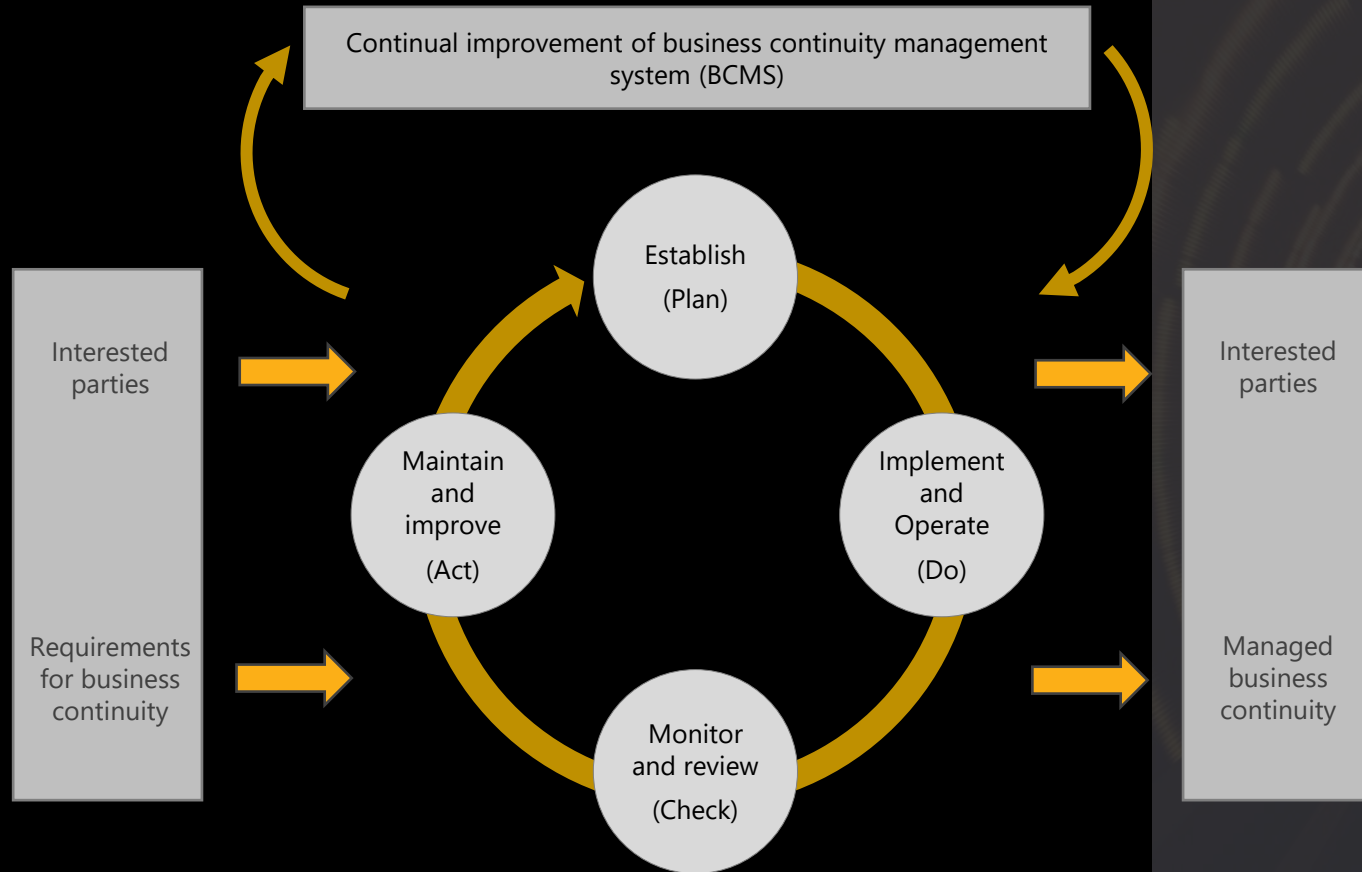 Continual improvement of business continuity management
system (BCMS)
Establish
(Plan)
Interested
parties
Interested
parties
Maintain
and
improve
(Act)
Implement
and
Operate
(Do)
Requirements
for business
continuity
Managed
business
continuity
Monitor
and review
(Check)